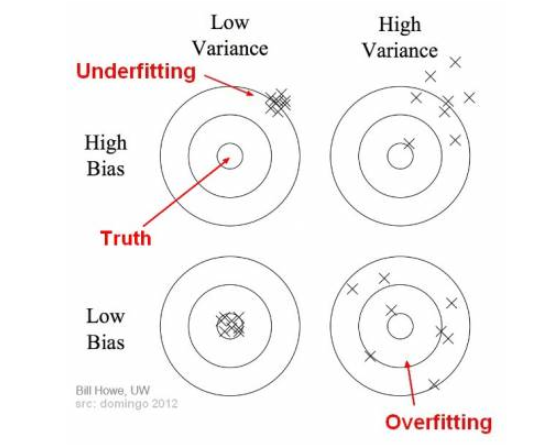 Low
Variance
High
Variance
Underfitting
High
Bias
Truth
Low
Bias
Bill Howe, UW
src: domingo 2012
Overfitting